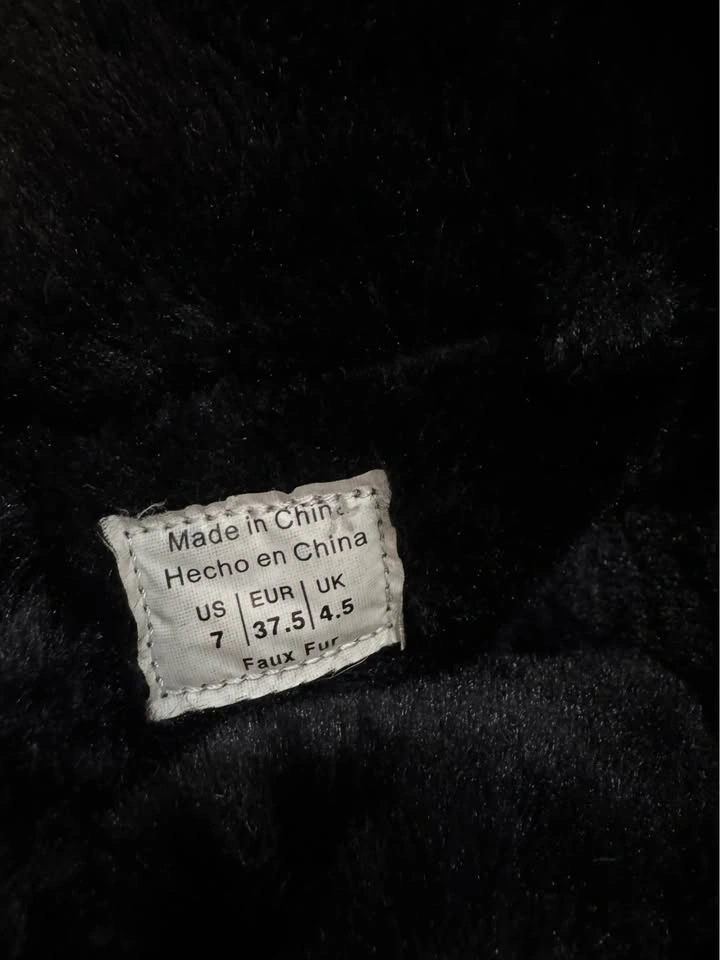 Made in China
Hecho en China
US | EUR | UK
7 | 37.5 | 4.5
Faux Fur